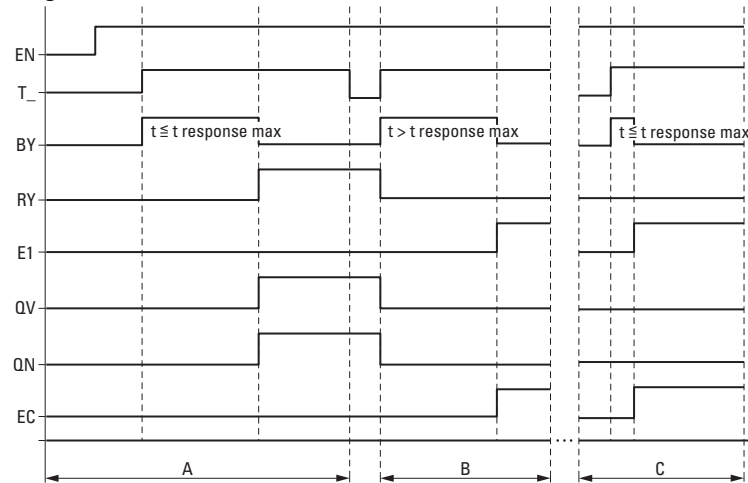 EN
T_
t ≦ t response max
t > t response max
t ≦ t response max
BY
RY
E1
QV
QN
EC
...
A
B
C